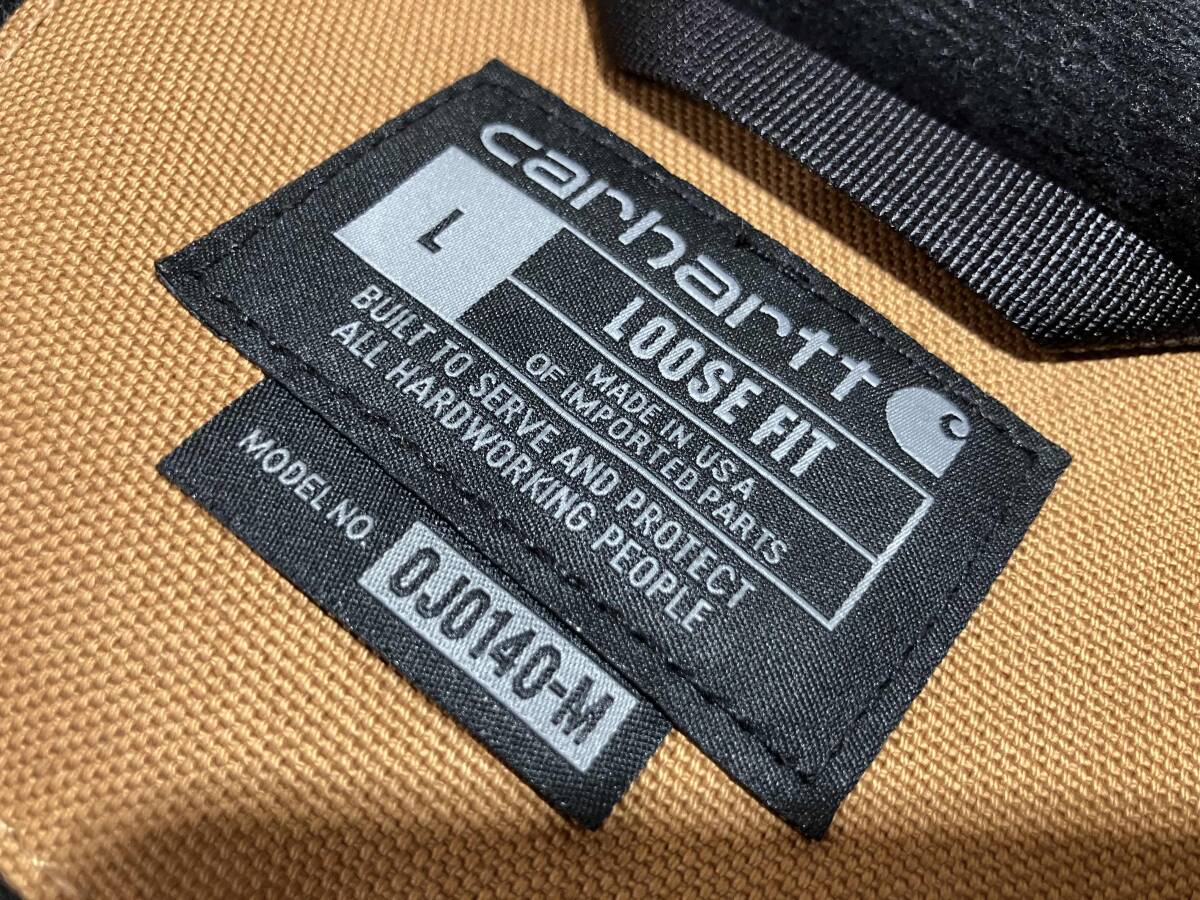 carhartt
L
LOOSE FIT
MADE IN USA
OF IMPORTED PARTS
BUILT TO SERVE AND PROTECT
ALL HARDWORKING PEOPLE
MODEL NO.
0J0140-M